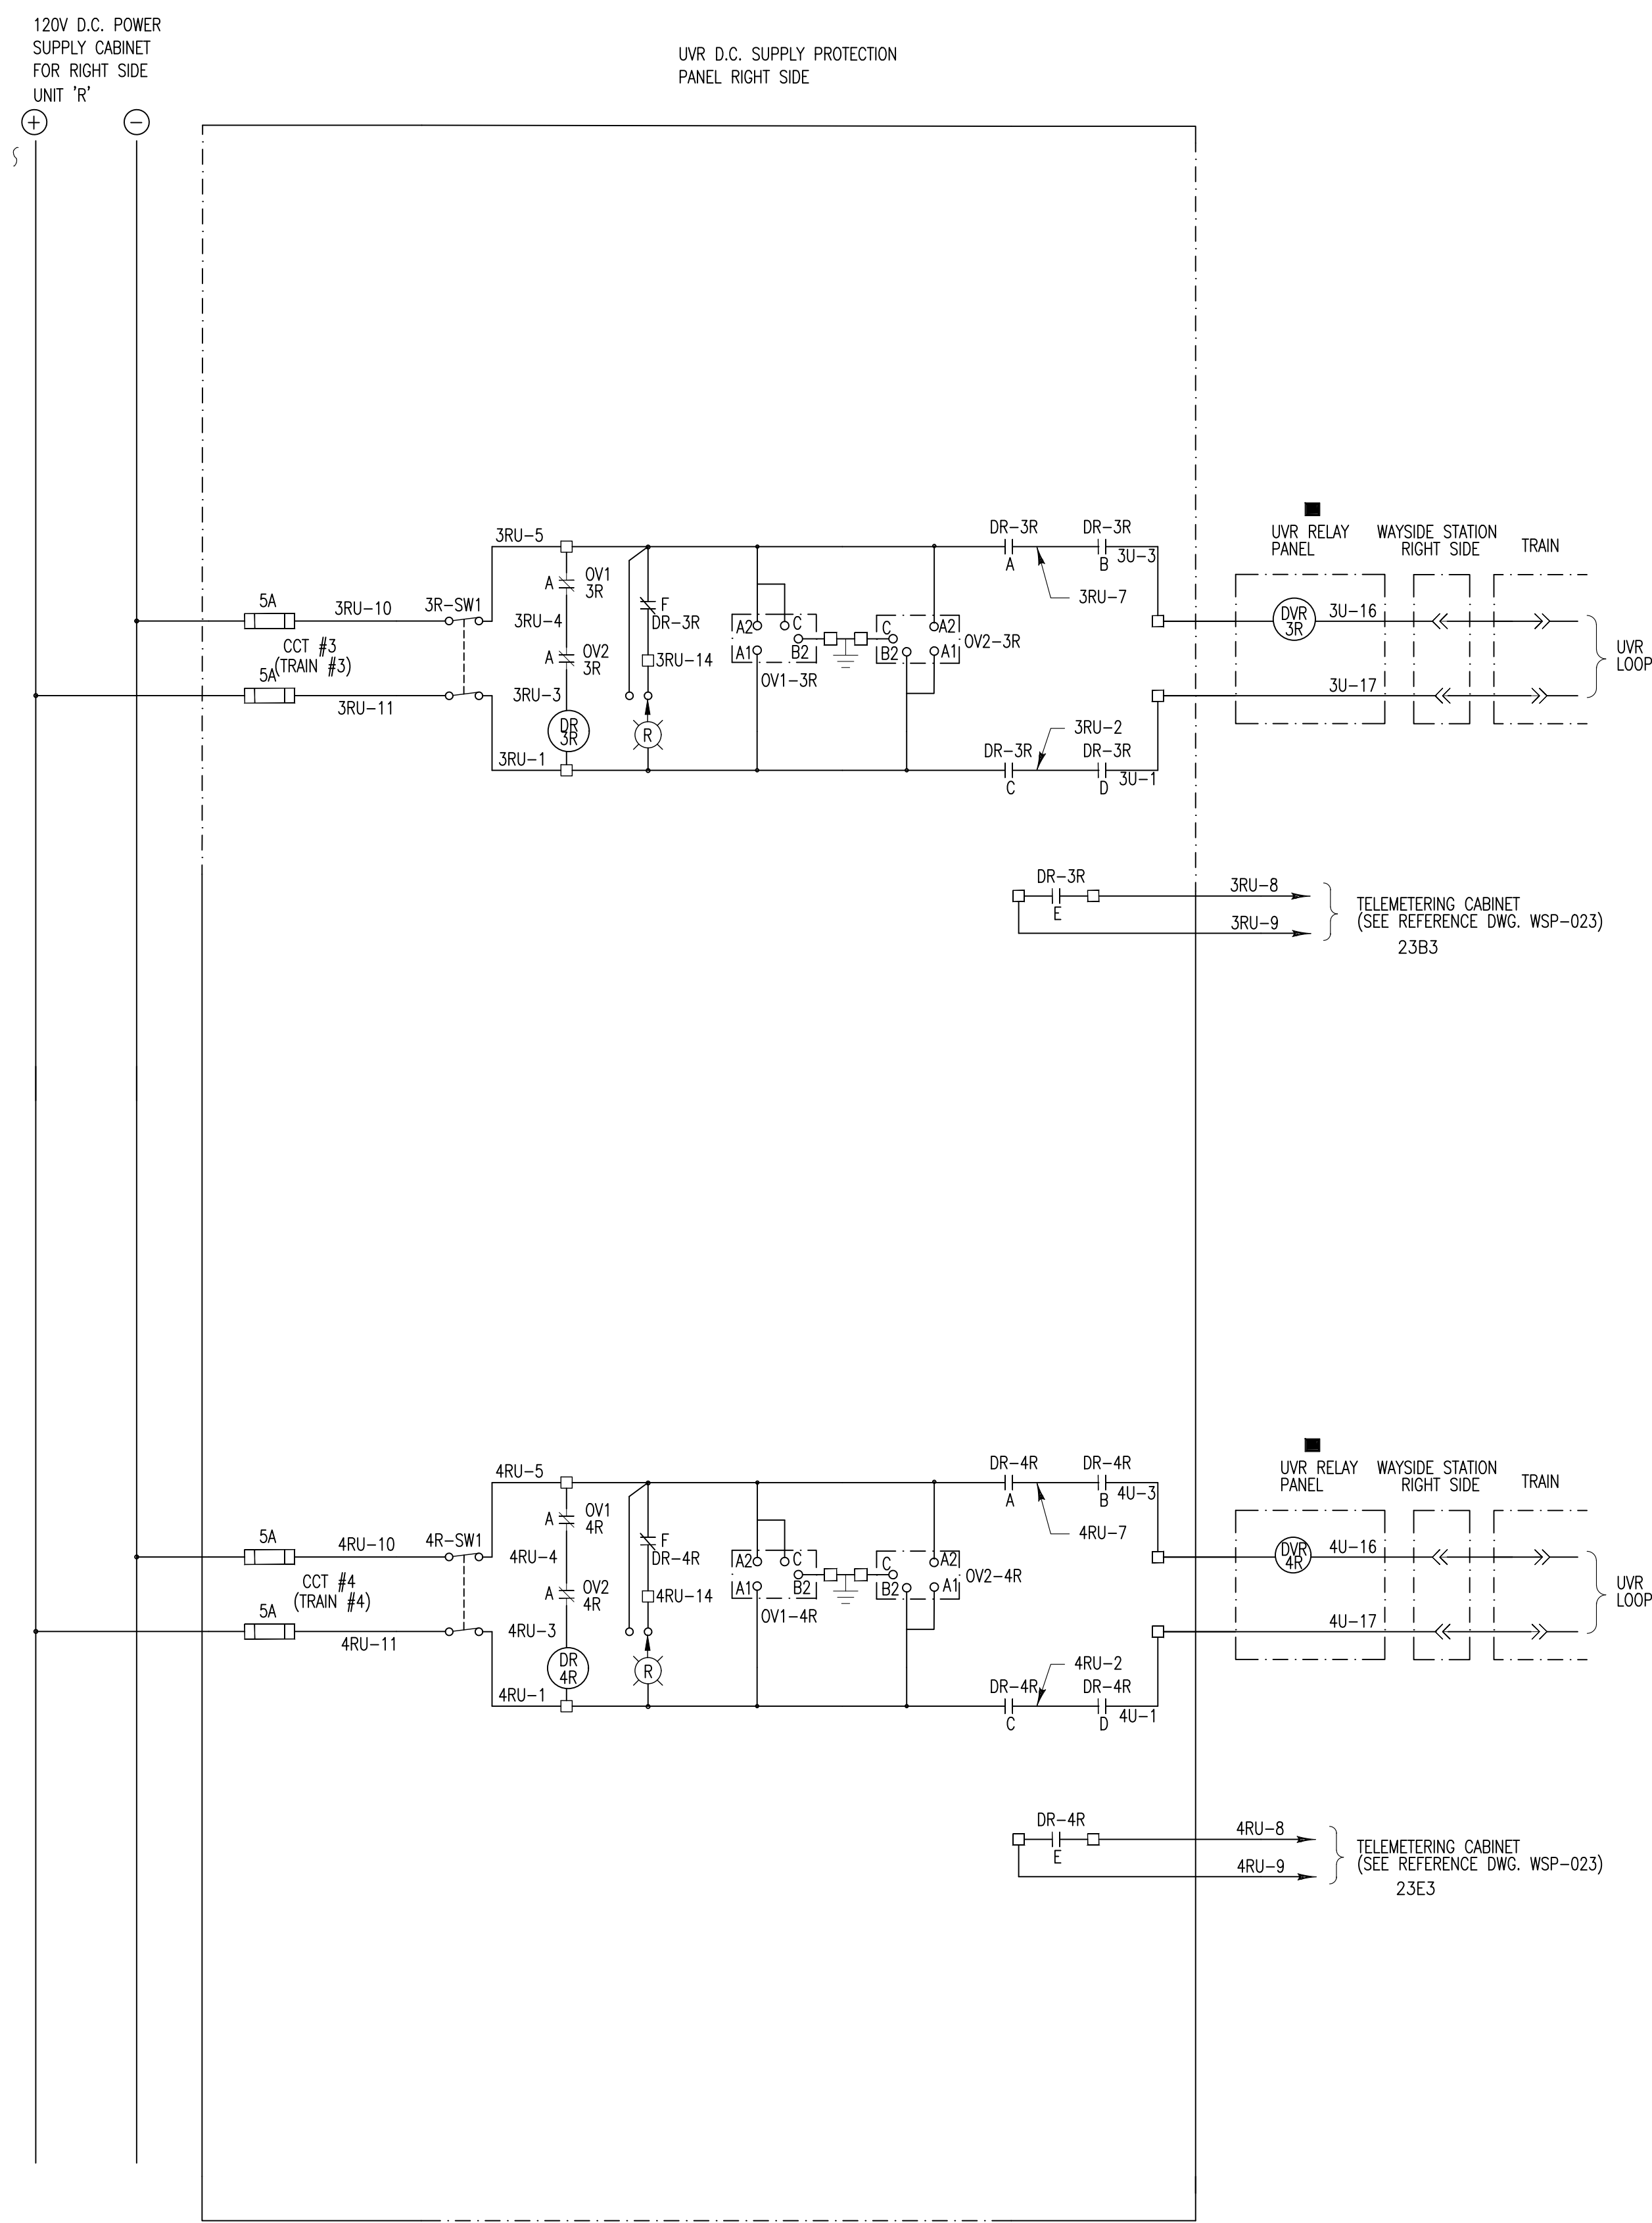 120V D.C. POWER
SUPPLY CABINET
FOR RIGHT SIDE
UNIT 'R'
+
−
UVR D.C. SUPPLY PROTECTION
PANEL RIGHT SIDE
5A
3RU-10
CCT #3
(TRAIN #3)
5A
3RU-11
3R-SW1
3RU-5
A
OV1
3R
3RU-4
A
OV2
3R
3RU-3
DR
3R
3RU-1
F
DR-3R
3RU-14
R
A2
C
A1
B2
OV1-3R
C
A2
B2
A1
OV2-3R
DR-3R
A
DR-3R
B
3U-3
3RU-7
3RU-2
DR-3R
C
DR-3R
D
3U-1
UVR RELAY
PANEL
WAYSIDE STATION
RIGHT SIDE
TRAIN
DVR
3R
3U-16
3U-17
UVR
LOOP
DR-3R
E
3RU-8
3RU-9
TELEMETERING CABINET
(SEE REFERENCE DWG. WSP-023)
23B3
5A
4RU-10
CCT #4
(TRAIN #4)
5A
4RU-11
4R-SW1
4RU-5
A
OV1
4R
4RU-4
A
OV2
4R
4RU-3
DR
4R
4RU-1
F
DR-4R
4RU-14
R
A2
C
A1
B2
OV1-4R
C
A2
B2
A1
OV2-4R
DR-4R
A
DR-4R
B
4U-3
4RU-7
4RU-2
DR-4R
C
DR-4R
D
4U-1
UVR RELAY
PANEL
WAYSIDE STATION
RIGHT SIDE
TRAIN
DVR
4R
4U-16
4U-17
UVR
LOOP
DR-4R
E
4RU-8
4RU-9
TELEMETERING CABINET
(SEE REFERENCE DWG. WSP-023)
23E3